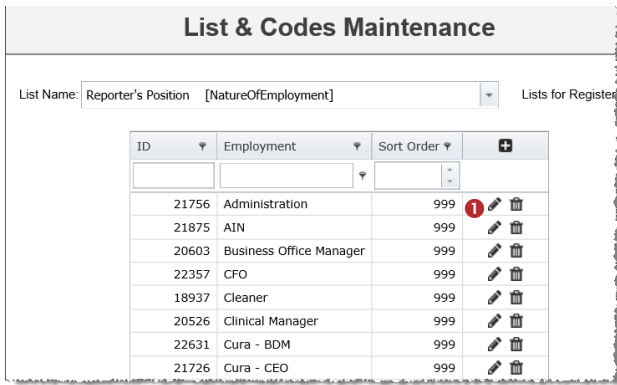 List & Codes Maintenance
List Name: Reporter's Position [NatureOfEmployment] Lists for Register
ID Employment Sort Order
21756 Administration 999 1
21875 AIN 999
20603 Business Office Manager 999
22357 CFO 999
18937 Cleaner 999
20526 Clinical Manager 999
22631 Cura - BDM 999
21726 Cura - CEO 999